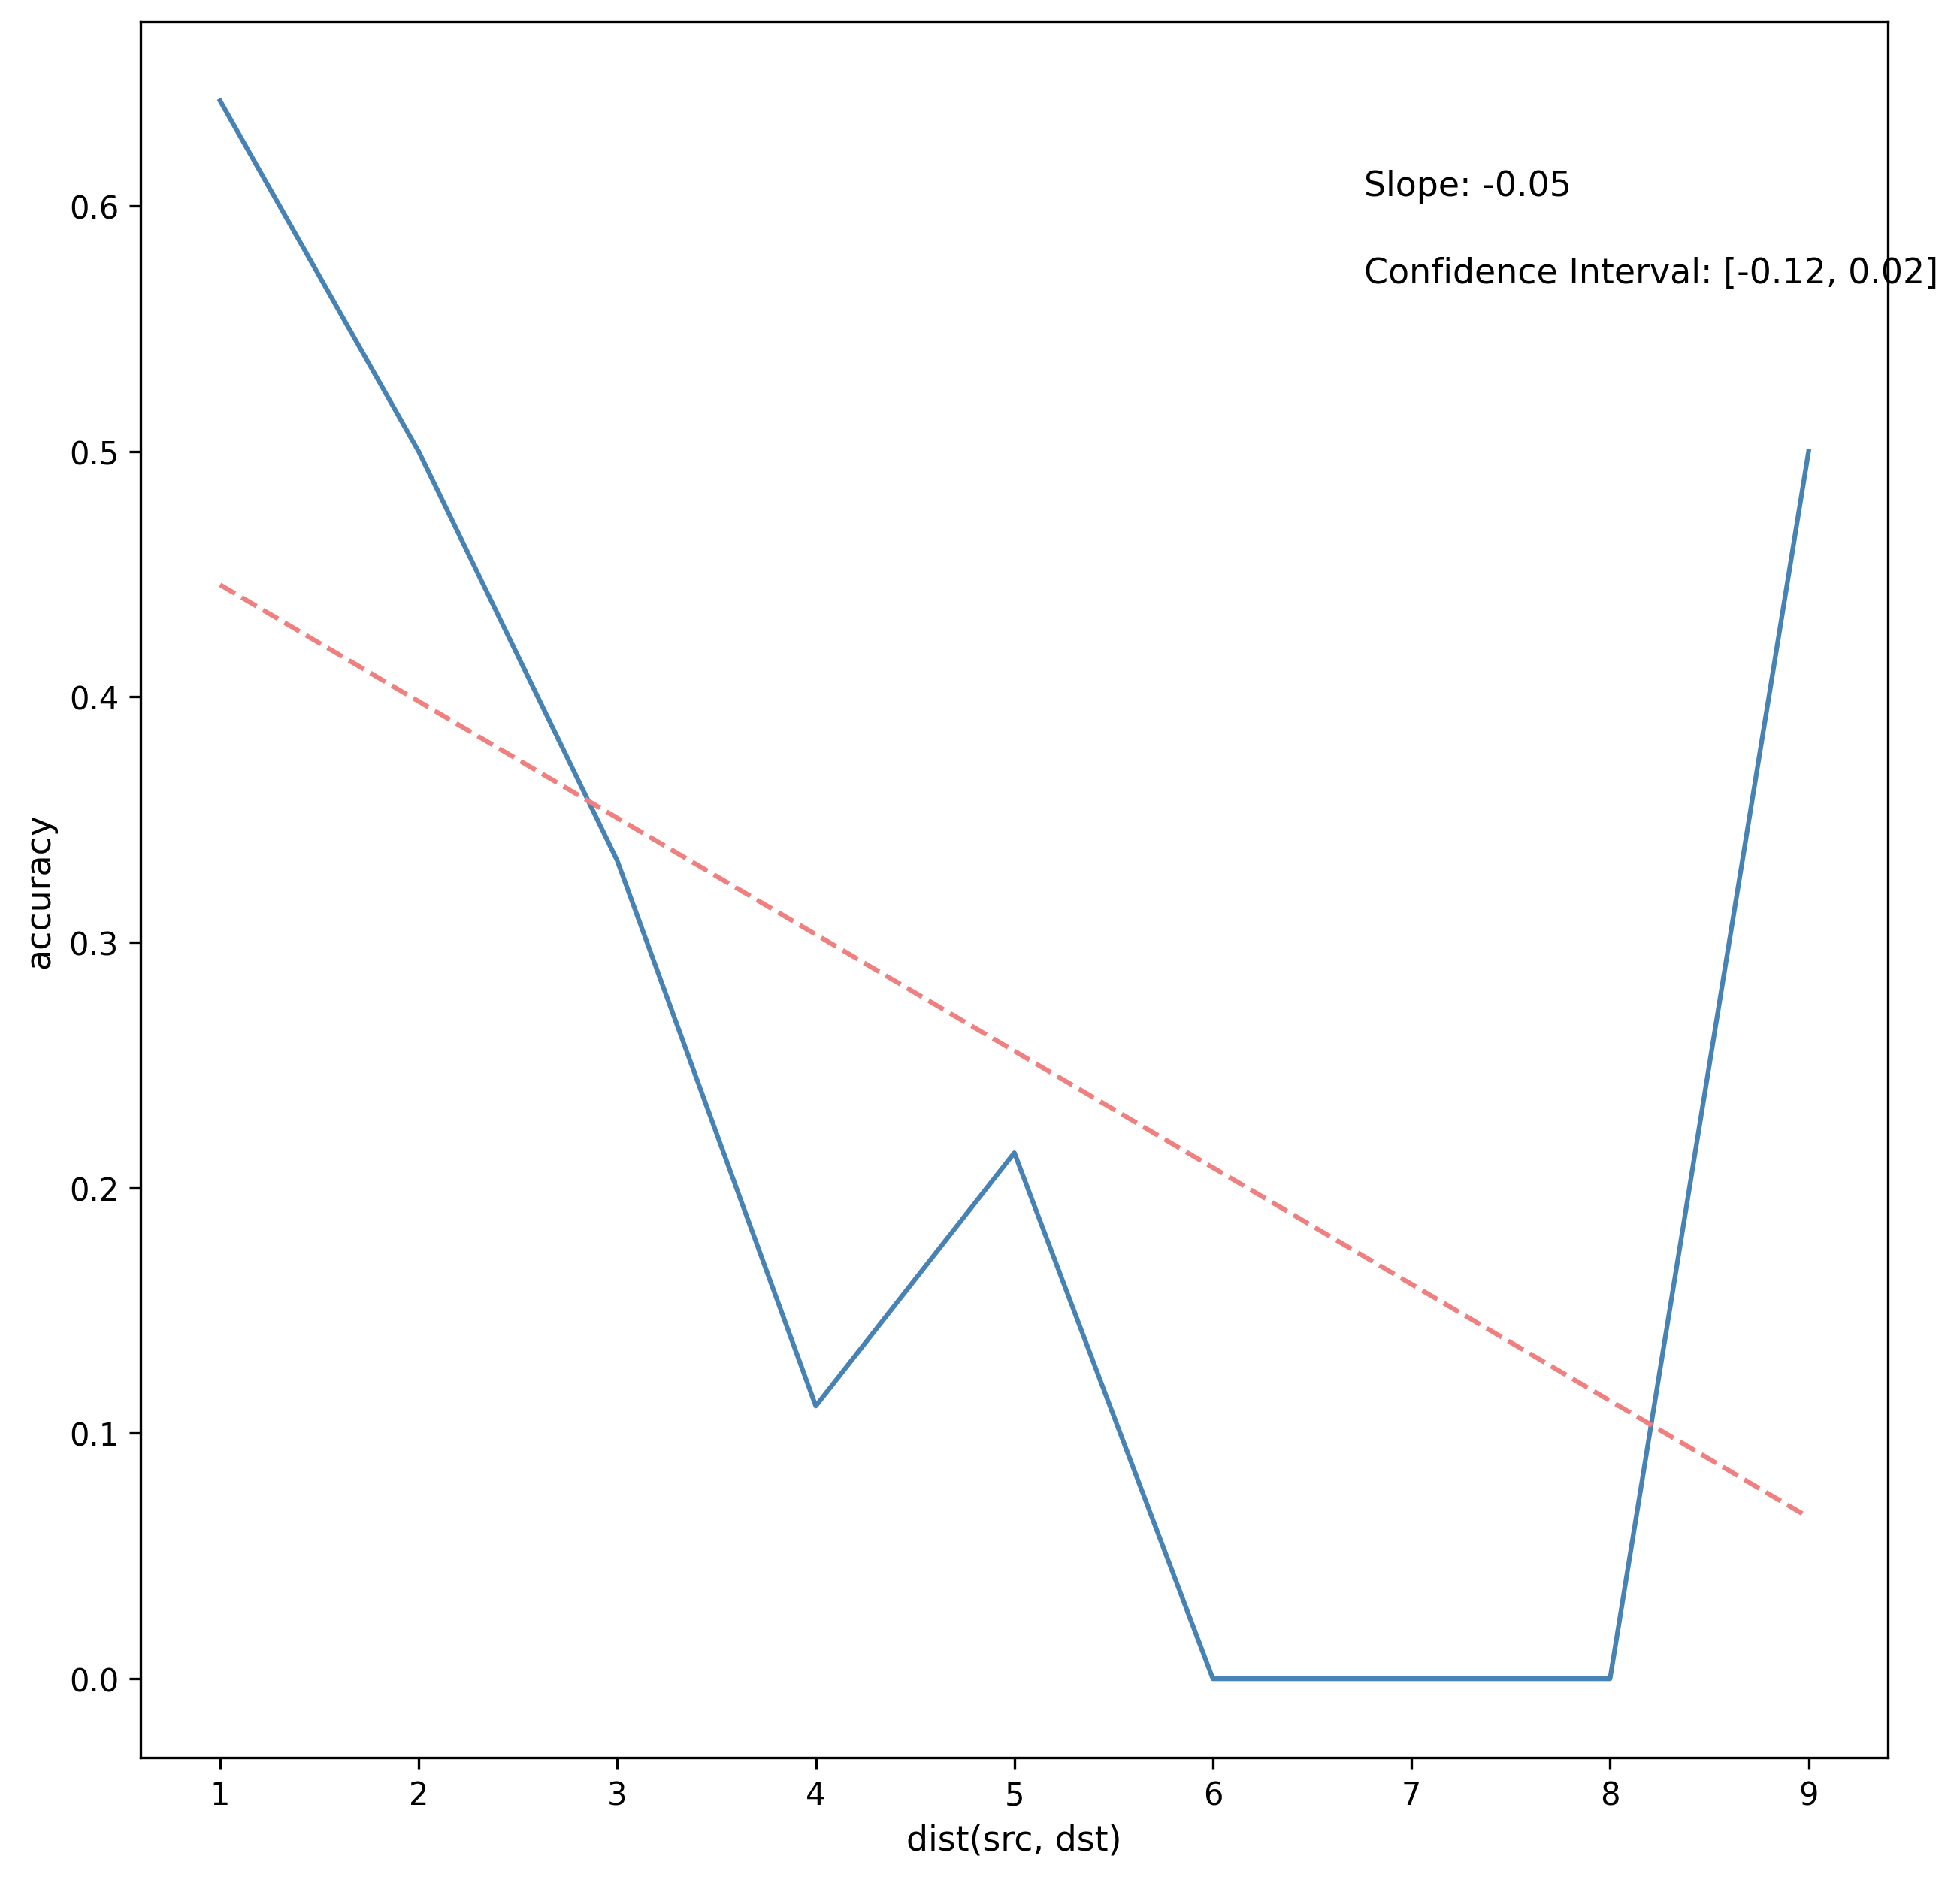 Slope: -0.05
Confidence Interval: [-0.12, 0.02]
0.6
0.5
0.4
0.3
0.2
0.1
0.0
accuracy
1 2 3 4 5 6 7 8 9
dist(src, dst)